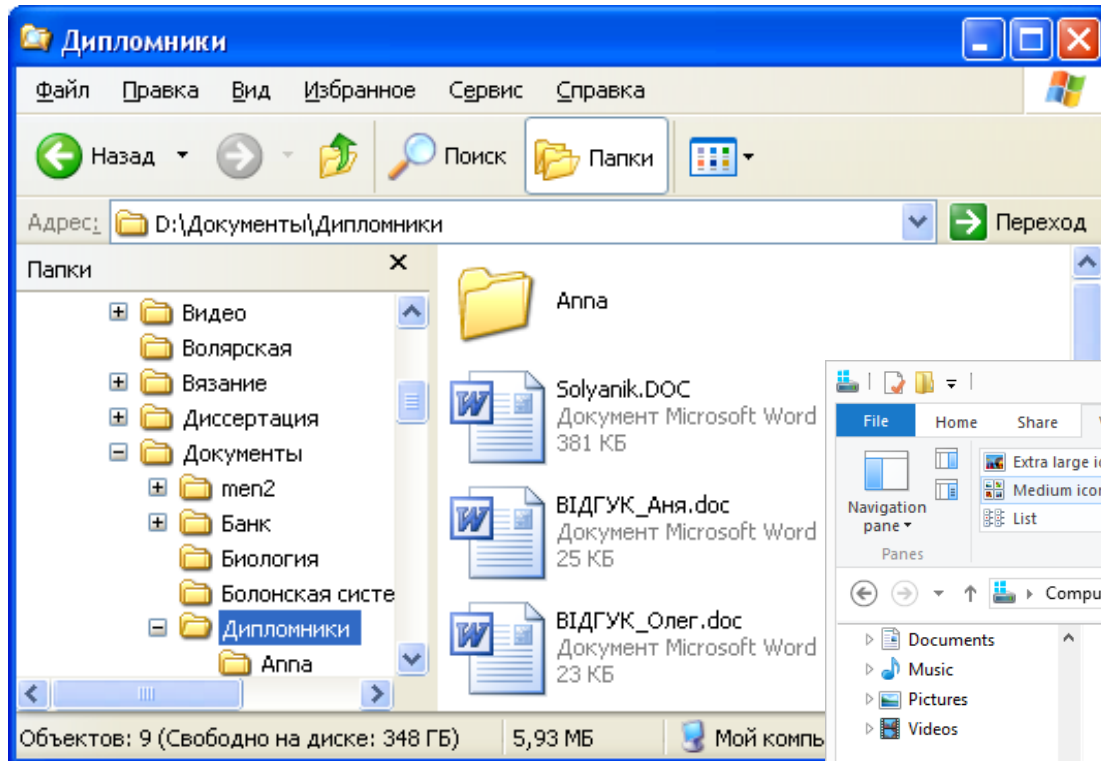 Дипломники
Файл Правка Вид Избранное Сервис Справка
Назад Поиск Папки
Адрес: D:\Документы\Дипломники Переход
Папки
Видео
Волярская
Вязание
Диссертация
Документы
men2
Банк
Биология
Болонская систе
Дипломники
Anna
Anna
Solyanik.DOC
Документ Microsoft Word
381 КБ
ВІДГУК_Аня.doc
Документ Microsoft Word
25 КБ
ВІДГУК_Олег.doc
Документ Microsoft Word
23 КБ
Объектов: 9 (Свободно на диске: 348 ГБ) 5,93 МБ Мой компь
File Home Share
Extra large ic
Medium icor
List
Navigation
pane
Panes
Compu
Documents
Music
Pictures
Videos